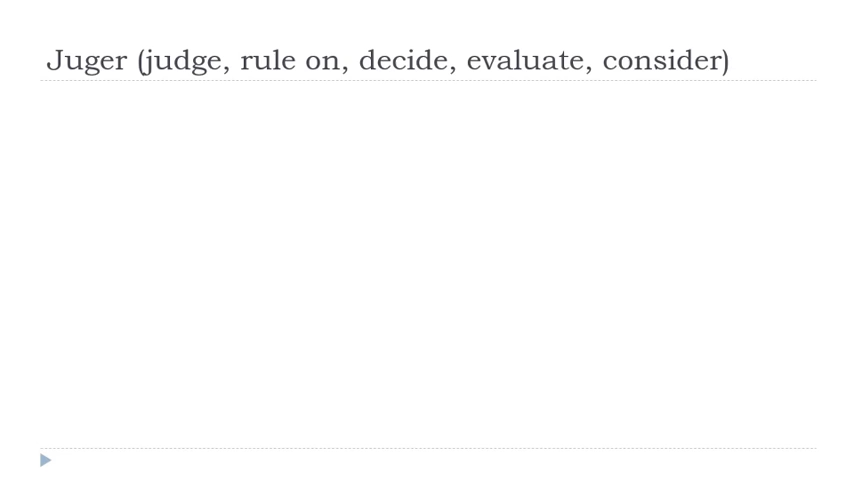 Juger (judge, rule on, decide, evaluate, consider)